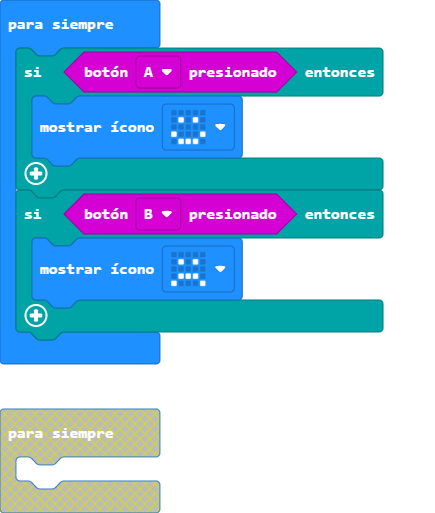 para siempre
si botón A presionado entonces
mostrar ícono
si botón B presionado entonces
mostrar ícono
para siempre